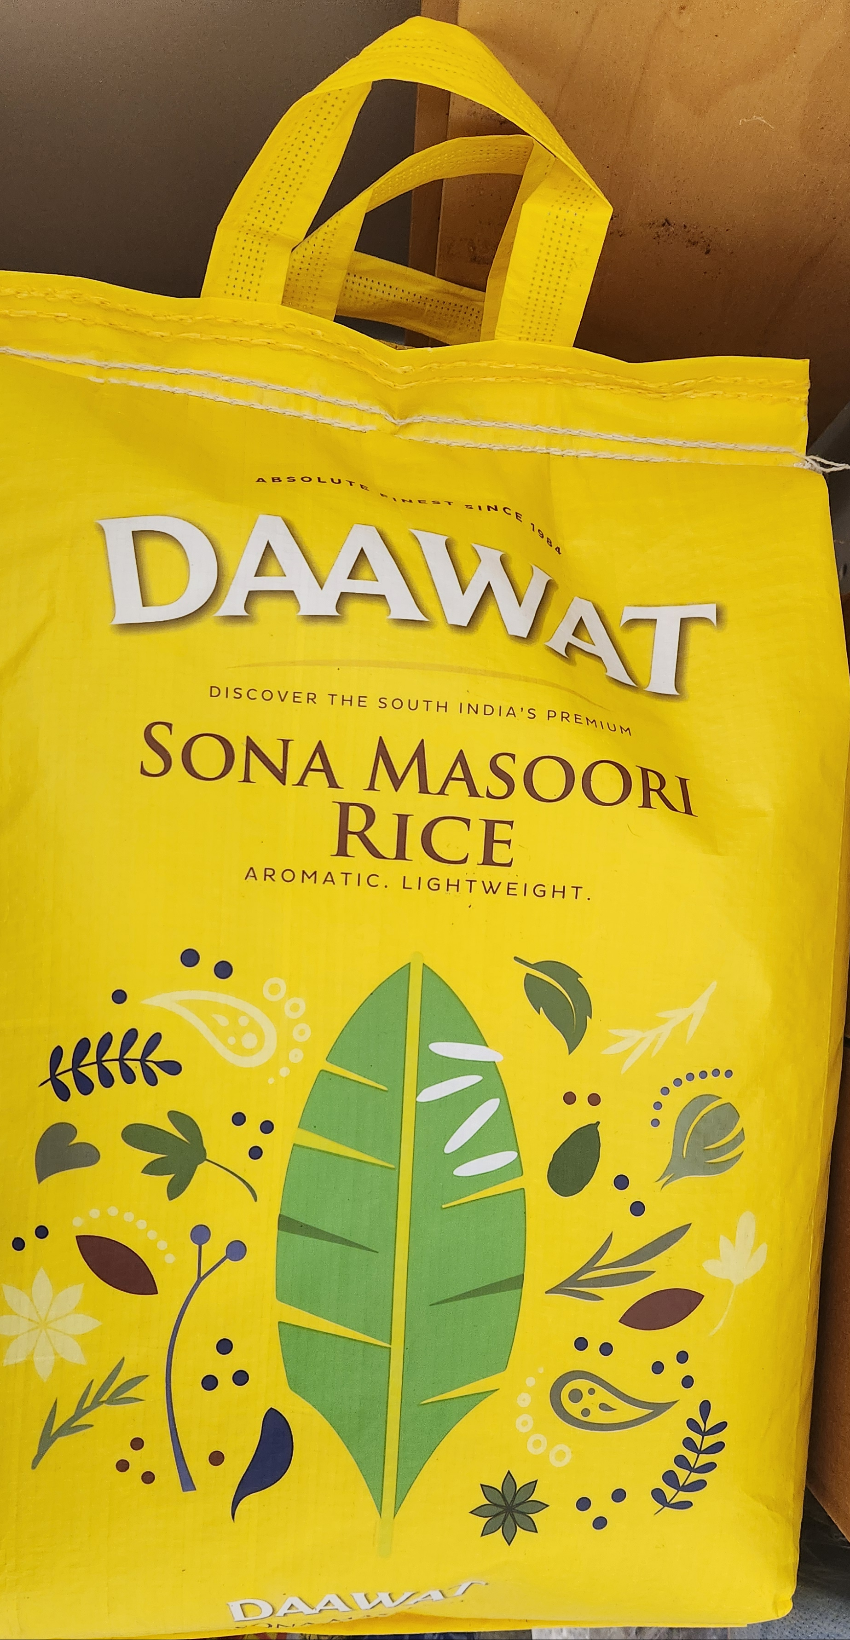 ABSOLUTE FINEST SINCE 1984
DAAWAT
DISCOVER THE SOUTH INDIA'S PREMIUM
SONA MASOORI
RICE
AROMATIC. LIGHTWEIGHT.
DAAWAT